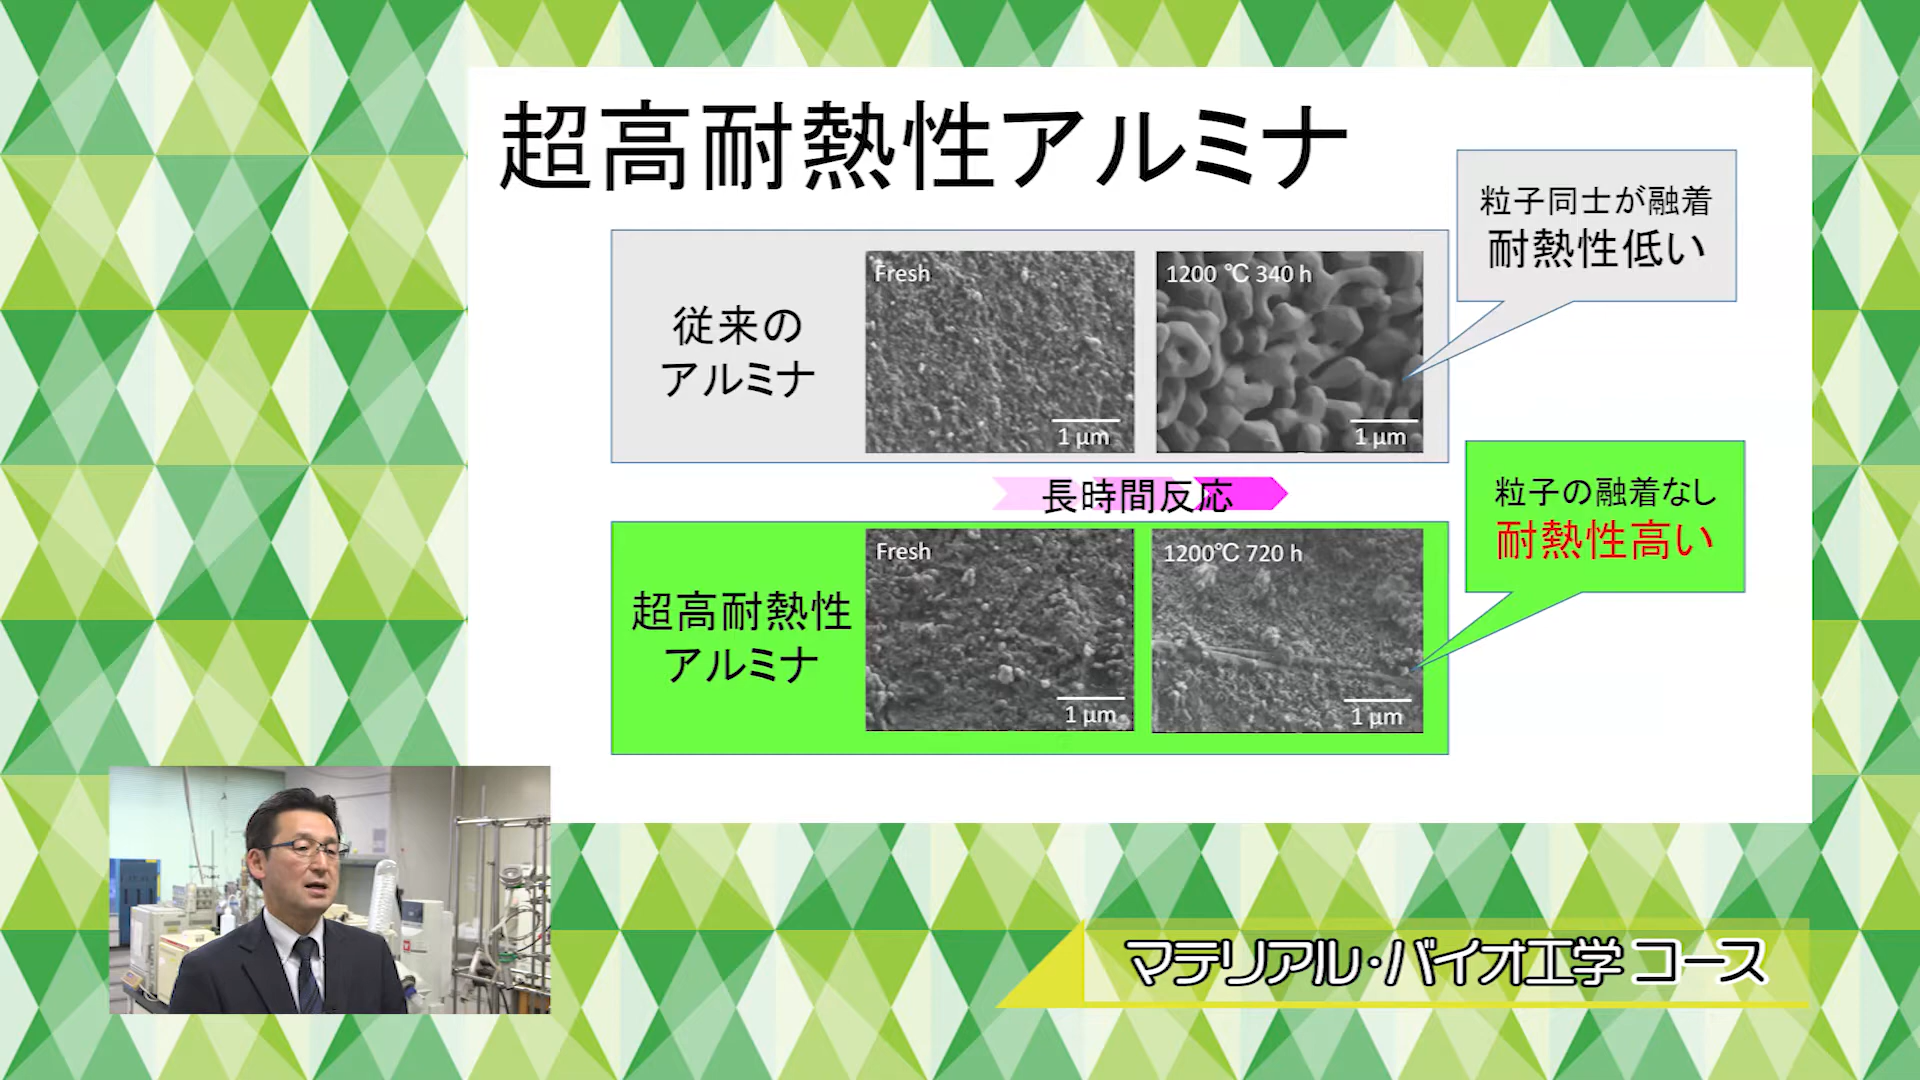 超高耐熱性アルミナ
粒子同士が融着
耐熱性低い
従来の
アルミナ
Fresh
1 μm
1200 ℃ 340 h
1 μm
長時間反応
粒子の融着なし
耐熱性高い
超高耐熱性
アルミナ
Fresh
1 μm
1200℃ 720 h
1 μm
マテリアル・バイオ工学 コース